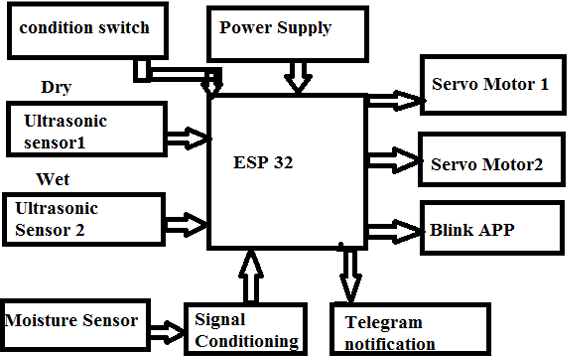 condition switch
Power Supply
Servo Motor 1
Dry
Ultrasonic
sensor1
ESP 32
Servo Motor2
Wet
Ultrasonic
Sensor 2
Blink APP
Moisture Sensor
Signal
Conditioning
Telegram
notification